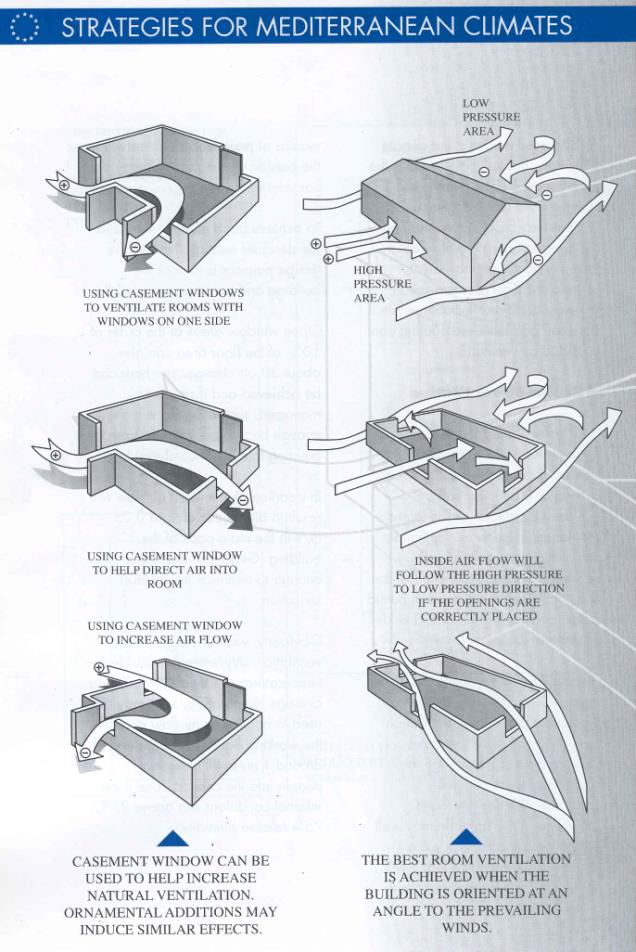 STRATEGIES FOR MEDITERRANEAN CLIMATES
LOW
PRESSURE
AREA
HIGH
PRESSURE
AREA
USING CASEMENT WINDOWS
TO VENTILATE ROOMS WITH
WINDOWS ON ONE SIDE
USING CASEMENT WINDOW
TO HELP DIRECT AIR INTO
ROOM
INSIDE AIR FLOW WILL
FOLLOW THE HIGH PRESSURE
TO LOW PRESSURE DIRECTION
IF THE OPENINGS ARE
CORRECTLY PLACED
USING CASEMENT WINDOW
TO INCREASE AIR FLOW
CASEMENT WINDOW CAN BE
USED TO HELP INCREASE
NATURAL VENTILATION.
ORNAMENTAL ADDITIONS MAY
INDUCE SIMILAR EFFECTS.
THE BEST ROOM VENTILATION
IS ACHIEVED WHEN THE
BUILDING IS ORIENTED AT AN
ANGLE TO THE PREVAILING
WINDS.